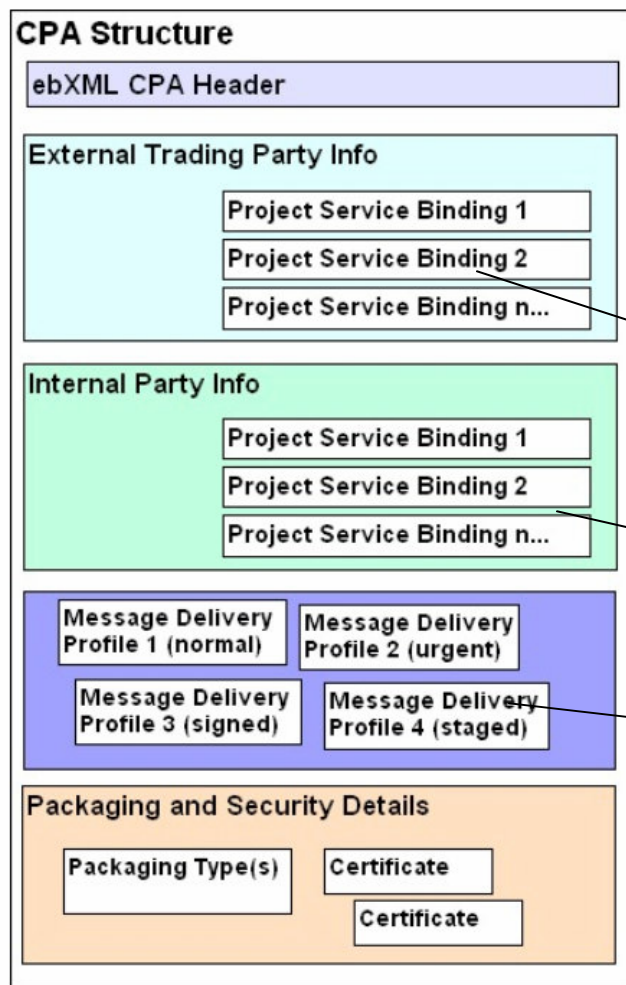 CPA Structure
ebXML CPA Header
External Trading Party Info
Project Service Binding 1
Project Service Binding 2
Project Service Binding n...
Internal Party Info
Project Service Binding 1
Project Service Binding 2
Project Service Binding n...
Message Delivery
Profile 1 (normal)
Message Delivery
Profile 2 (urgent)
Message Delivery
Profile 3 (signed)
Message Delivery
Profile 4 (staged)
Packaging and Security Details
Packaging Type(s)
Certificate
Certificate